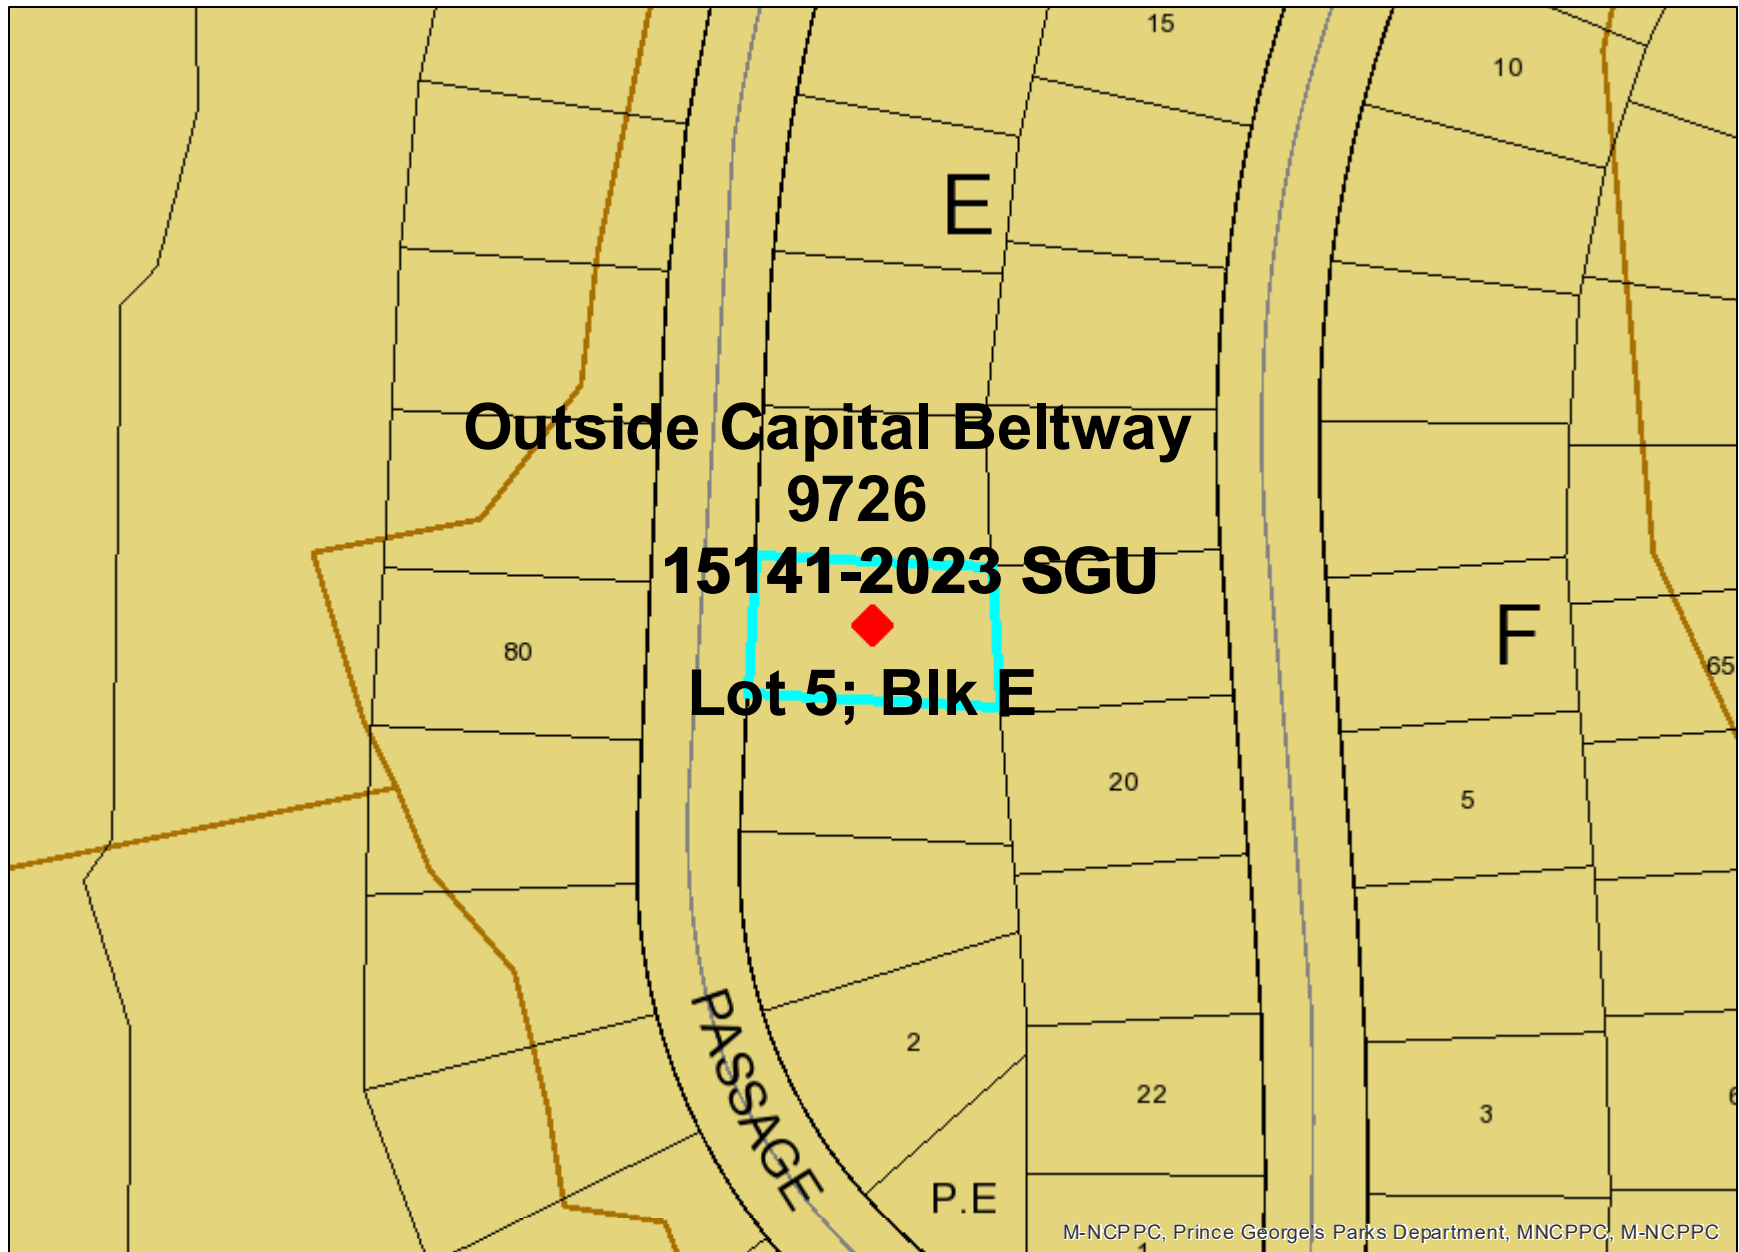 15
10
E
Outside Capital Beltway
9726
15141-2023 SGU
F
80
65
Lot 5; Blk E
20
5
PASSAGE
2
22
3
P.E
M-NCPPC, Prince George's Parks Department, MNCPPC, M-NCPPC